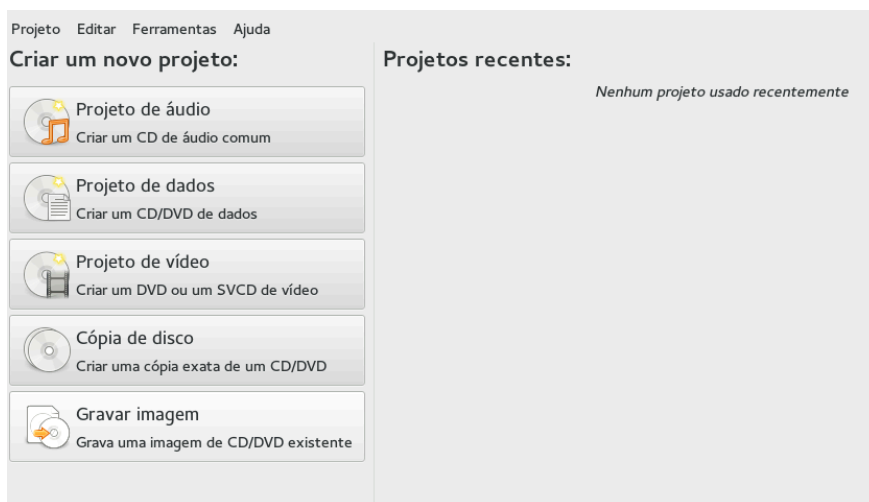 Projeto Editar Ferramentas Ajuda
Criar um novo projeto:
Projeto de áudio
Criar um CD de áudio comum
Projeto de dados
Criar um CD/DVD de dados
Projeto de vídeo
Criar um DVD ou um SVCD de vídeo
Cópia de disco
Criar uma cópia exata de um CD/DVD
Gravar imagem
Grava uma imagem de CD/DVD existente
Projetos recentes:
Nenhum projeto usado recentemente